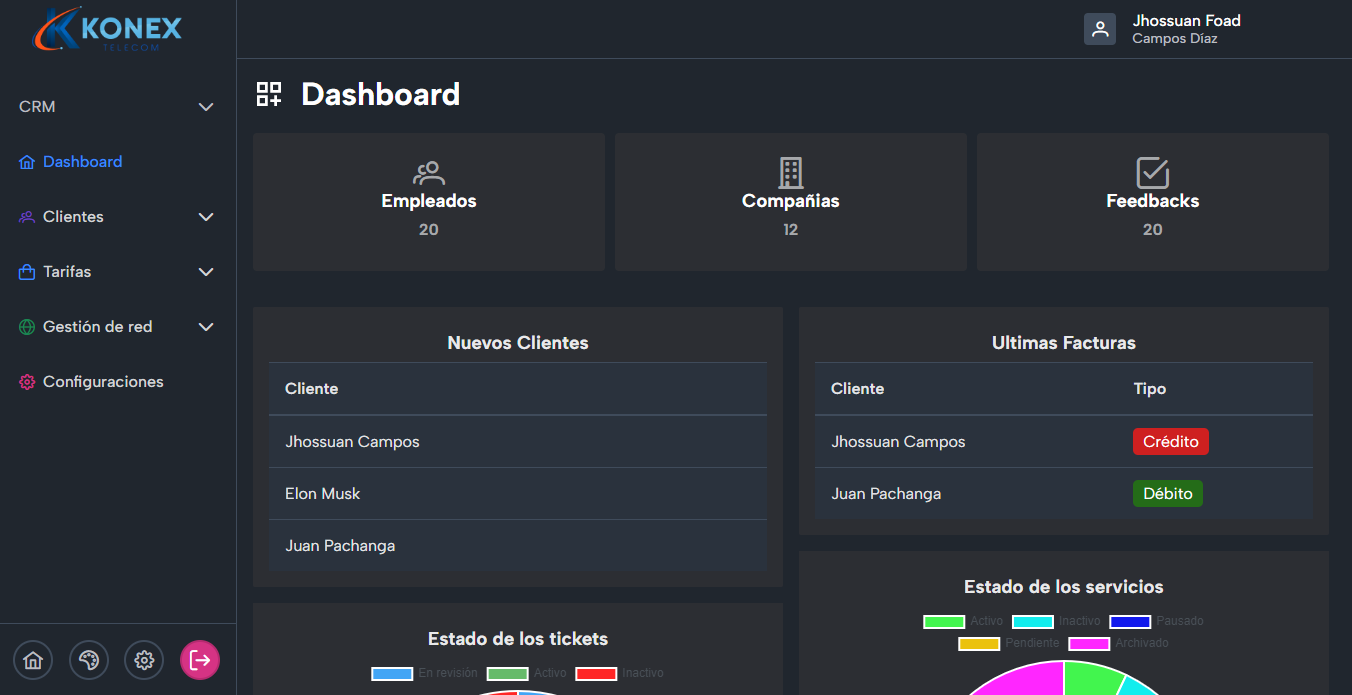 KONEX
TELECOM
Jhossuan Foad
Campos Díaz
CRM
Dashboard
Clientes
Tarifas
Gestión de red
Configuraciones
Dashboard
Empleados
20
Compañias
12
Feedbacks
20
Nuevos Clientes
Cliente
Jhossuan Campos
Elon Musk
Juan Pachanga
Ultimas Facturas
Cliente Tipo
Jhossuan Campos Crédito
Juan Pachanga Débito
Estado de los tickets
En revisión Activo Inactivo
Estado de los servicios
Activo Inactivo Pausado
Pendiente Archivado